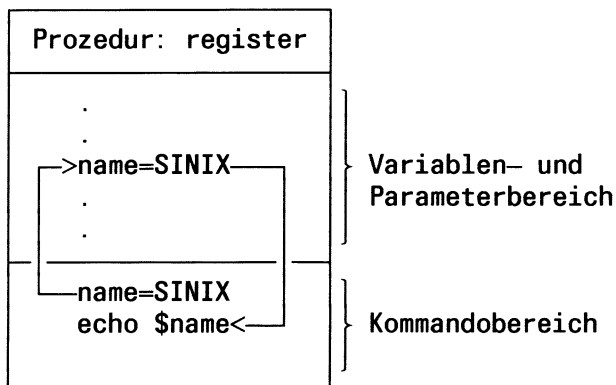 Prozedur: register
.
.
>name=SINIX
.
.
Variablen– und
Parameterbereich
name=SINIX
echo $name<
Kommandobereich